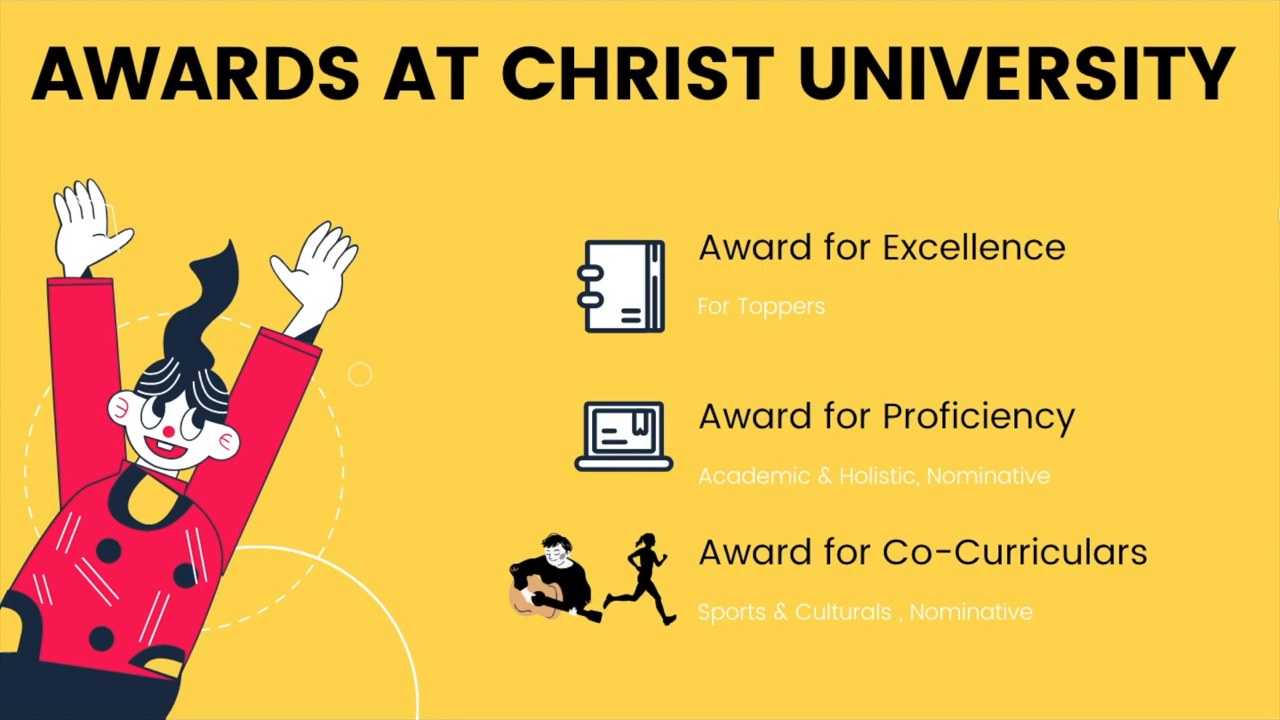 AWARDS AT CHRIST UNIVERSITY
Award for Excellence
For Toppers
Award for Proficiency
Academic & Holistic, Nominative
Award for Co-Curriculars
Sports & Culturals , Nominative